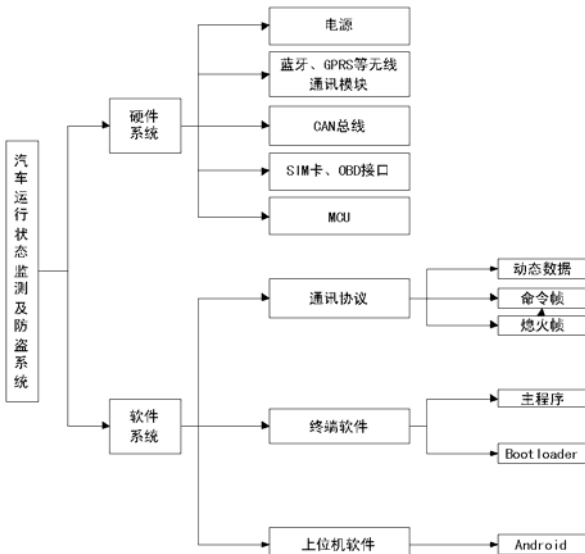 汽车运行状态监测及防盗系统
硬件
系统
电源
蓝牙、GPRS等无线
通讯模块
CAN总线
SIM卡、OBD接口
MCU
软件
系统
通讯协议
动态数据
命令帧
熄火帧
终端软件
主程序
Bootloader
上位机软件
Android